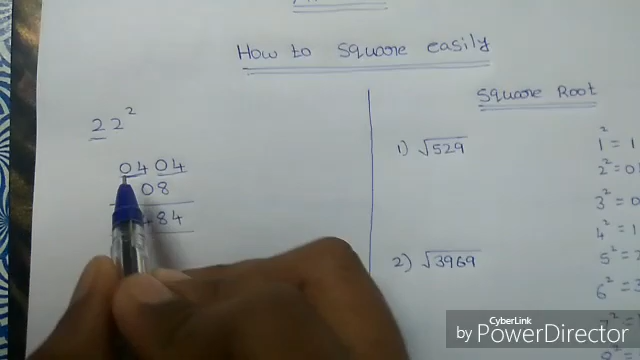 How to Square easily
22²
0404
08
484
Square Root
1) √529
2) √3969
1² = 1
2² = 0
3² = 0
4² = 1
5² = 2
6² = 3
7² =
CyberLink
by PowerDirector